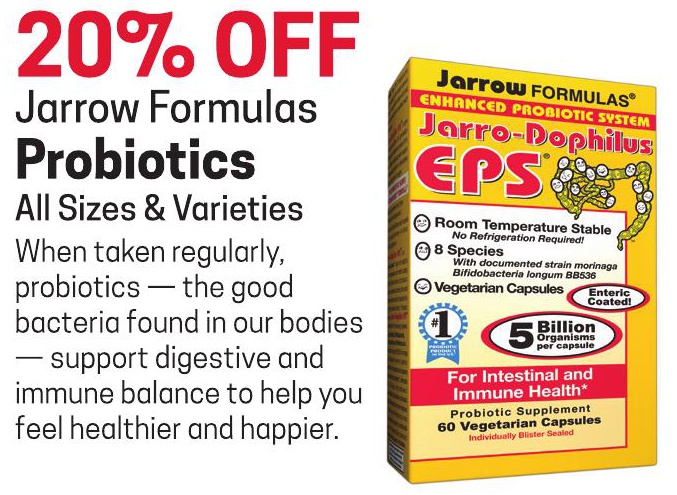 20% OFF
Jarrow Formulas
Probiotics
All Sizes & Varieties
When taken regularly,
probiotics — the good
bacteria found in our bodies
— support digestive and
immune balance to help you
feel healthier and happier.
Jarrow FORMULAS®
ENHANCED PROBIOTIC SYSTEM
Jarro-Dophilus
EPS®
Room Temperature Stable
No Refrigeration Required!
8 Species
With documented strain morinaga
Bifidobacteria longum BB536
Vegetarian Capsules
Enteric
Coated!
#1
PROBIOTIC
PRODUCT
5 Billion
Organisms
per capsule
For Intestinal and
Immune Health*
Probiotic Supplement
60 Vegetarian Capsules
Individually Blister Sealed